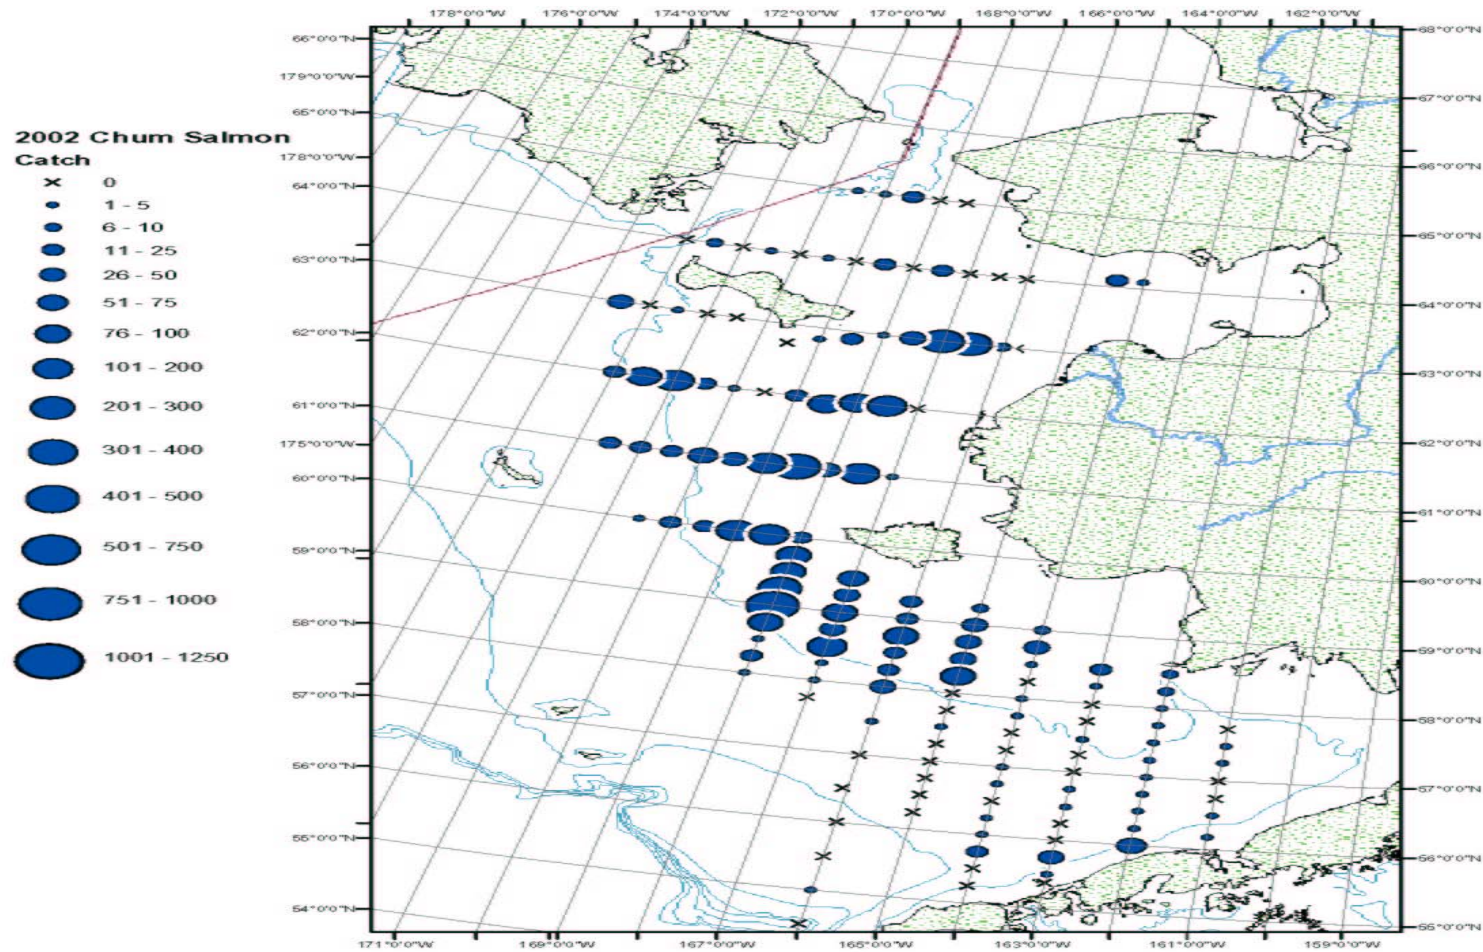 178°0'0"W 176°0'0"W 174°0'0"W 172°0'0"W 170°0'0"W 168°0'0"W 166°0'0"W 164°0'0"W 162°0'0"W
2002 Chum Salmon
Catch
0
1 - 5
6 - 10
11 - 25
26 - 50
51 - 75
76 - 100
101 - 200
201 - 300
301 - 400
401 - 500
501 - 750
751 - 1000
1001 - 1250
66°0'0"N
179°0'0"W
65°0'0"N
178°0'0"W
64°0'0"N
63°0'0"N
62°0'0"N
61°0'0"N
175°0'0"W
60°0'0"N
59°0'0"N
58°0'0"N
57°0'0"N
56°0'0"N
55°0'0"N
54°0'0"N
68°0'0"N
67°0'0"N
66°0'0"N
65°0'0"N
64°0'0"N
63°0'0"N
62°0'0"N
61°0'0"N
60°0'0"N
59°0'0"N
58°0'0"N
57°0'0"N
56°0'0"N
55°0'0"N
171°0'0"W 169°0'0"W 167°0'0"W 165°0'0"W 163°0'0"W 161°0'0"W 159°0'0"W